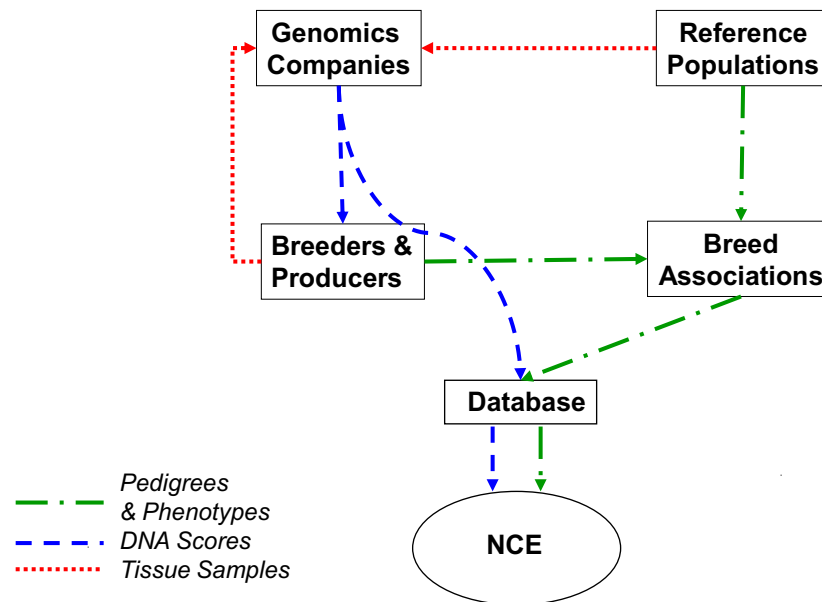 Genomics
Companies
Reference
Populations
Breeders &
Producers
Breed
Associations
Database
NCE
Pedigrees
& Phenotypes
DNA Scores
Tissue Samples